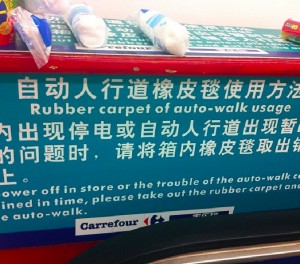 Carrefour
自动人行道橡皮毯使用方法
Rubber carpet of auto-walk usage
内出现停电或自动人行道出现暂
的问题时，请将箱内橡皮毯取出铺
上。
ower off in store or the trouble of the auto-walk ca
ined in time, please take out the rubber carpet and
e auto-walk.
Carrefour